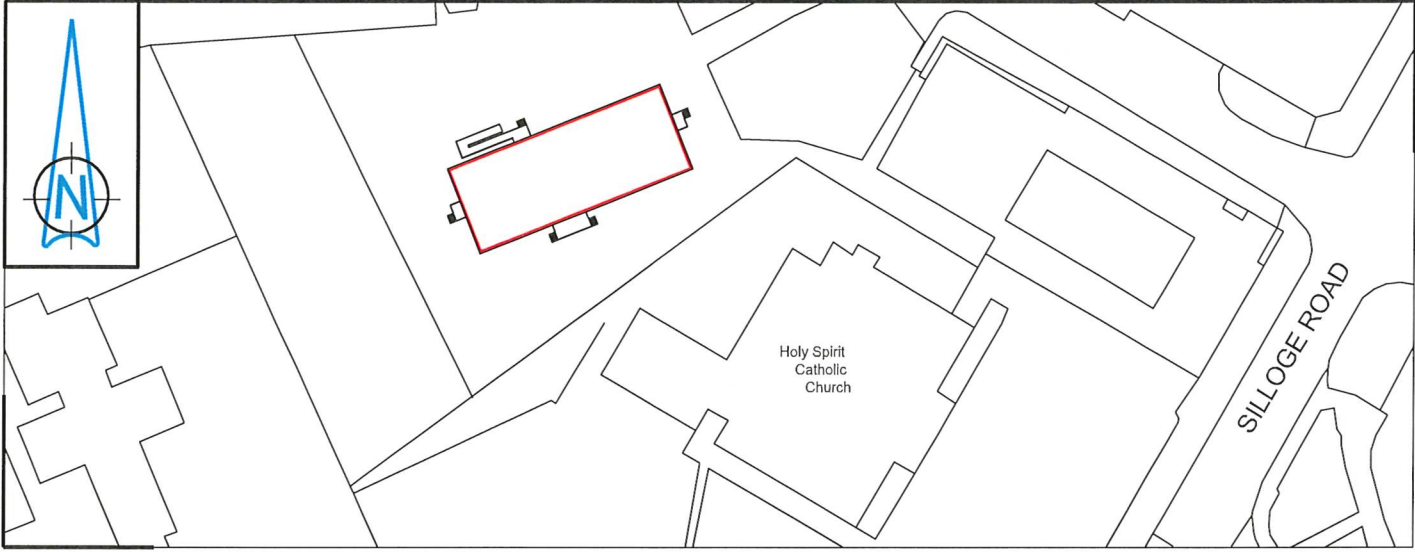 N
Holy Spirit
Catholic
Church
SILLOGE ROAD